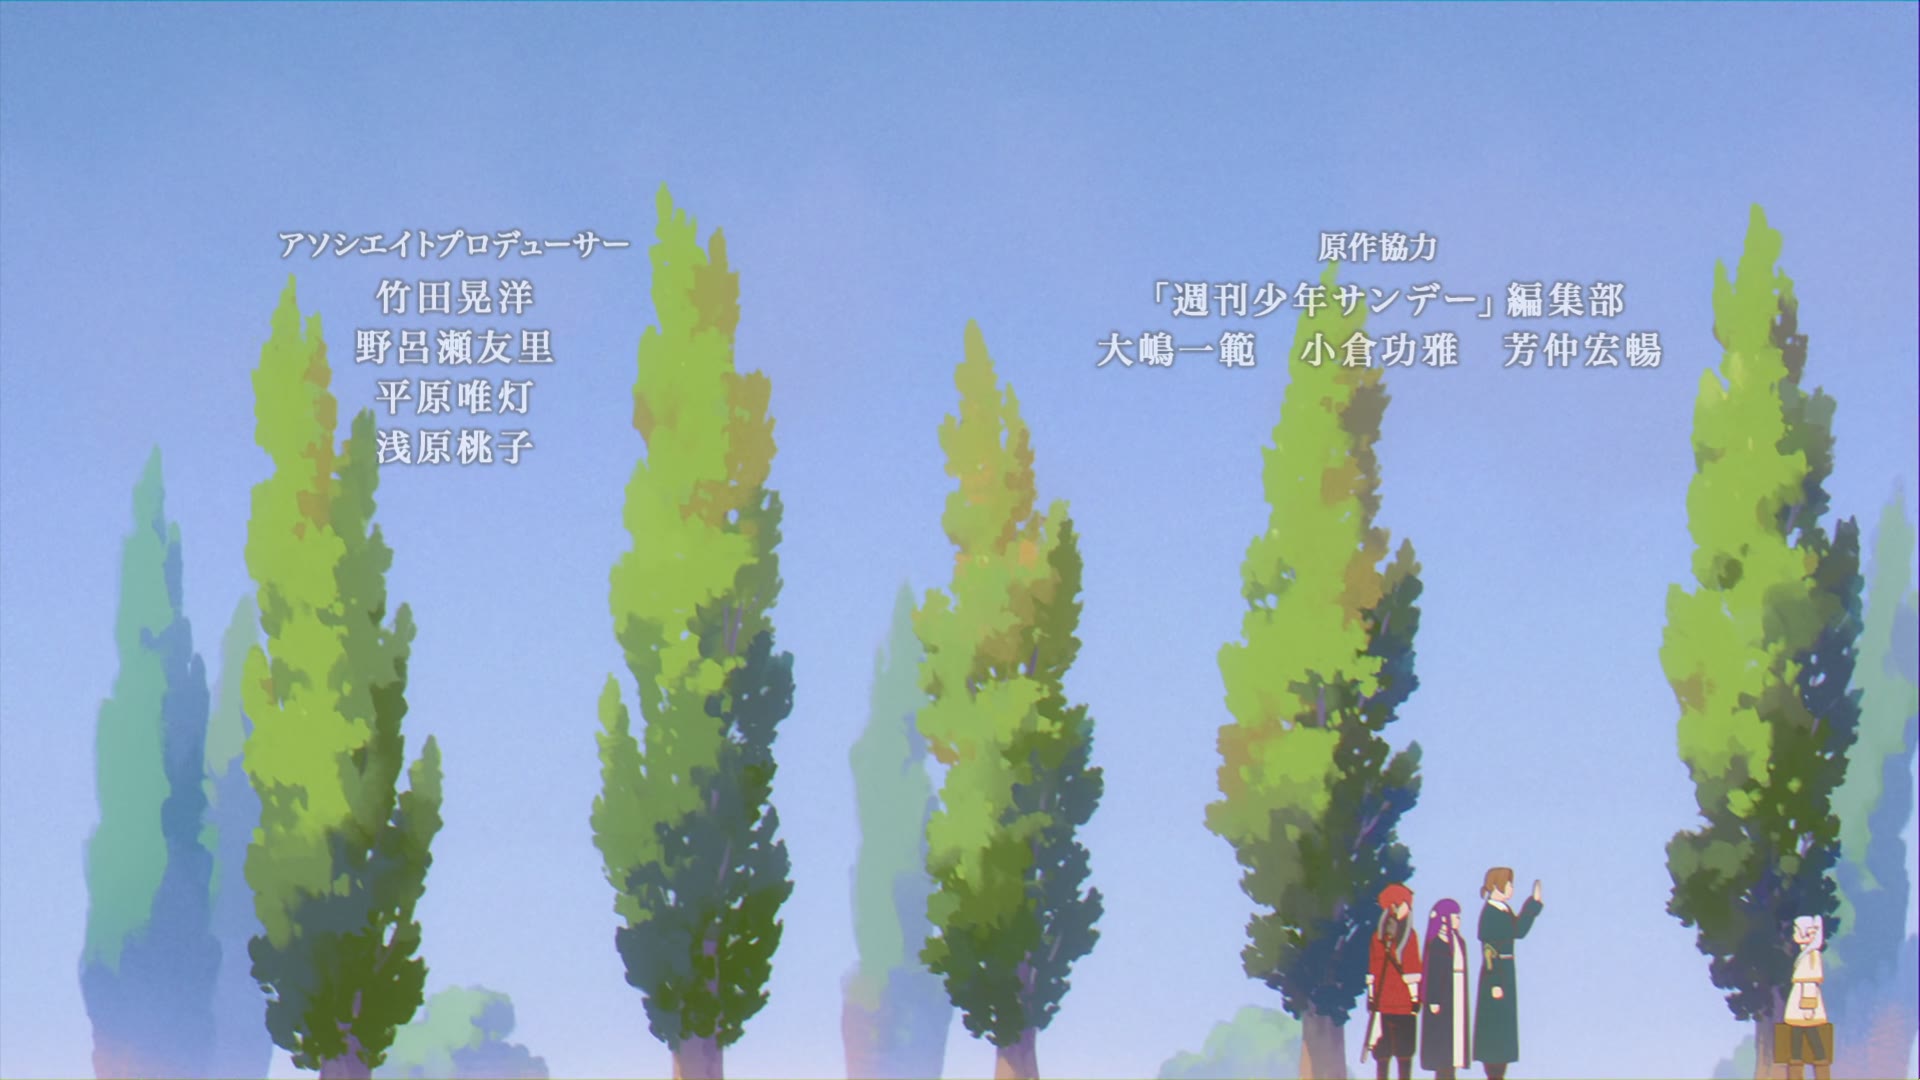 アソシエイトプロデューサー
竹田晃洋
野呂瀬友里
平原唯灯
浅原桃子
原作協力
「週刊少年サンデー」編集部
大嶋一範　小倉功雅　芳仲宏暢